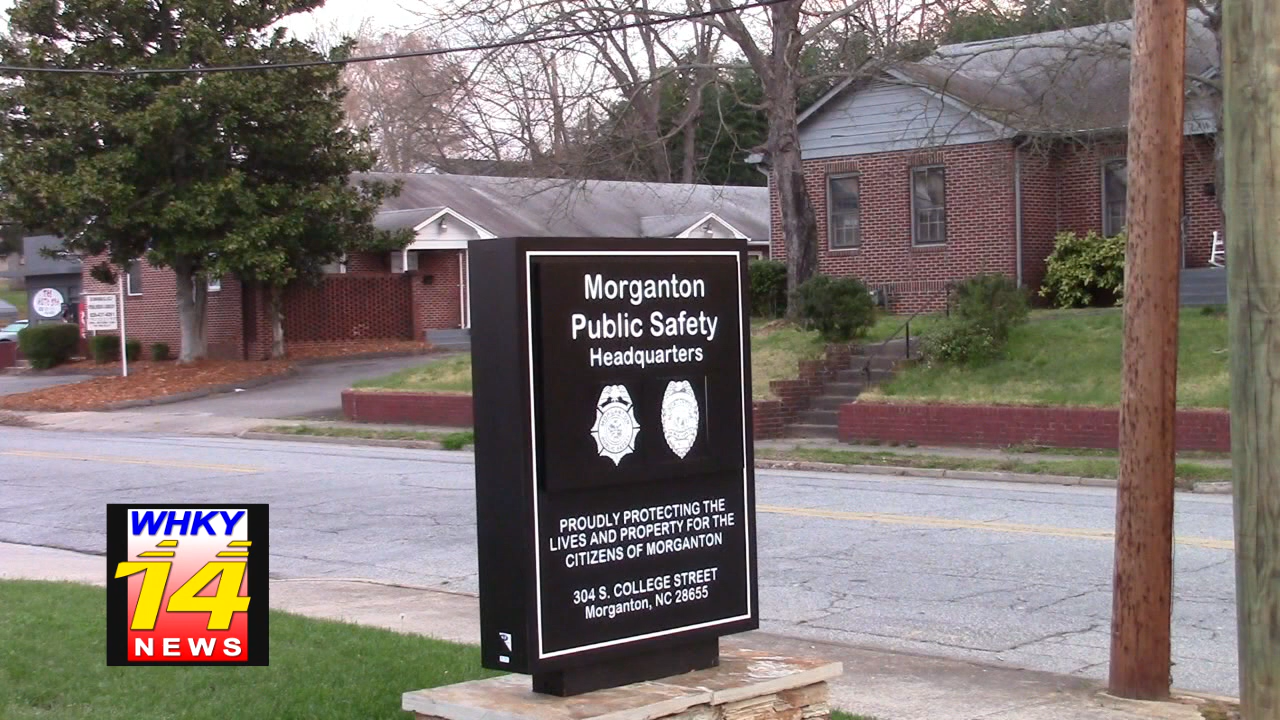 Morganton
Public Safety
Headquarters
PROUDLY PROTECTING THE
LIVES AND PROPERTY FOR THE
CITIZENS OF MORGANTON
304 S. COLLEGE STREET
Morganton, NC 28655
WHKY
14
NEWS